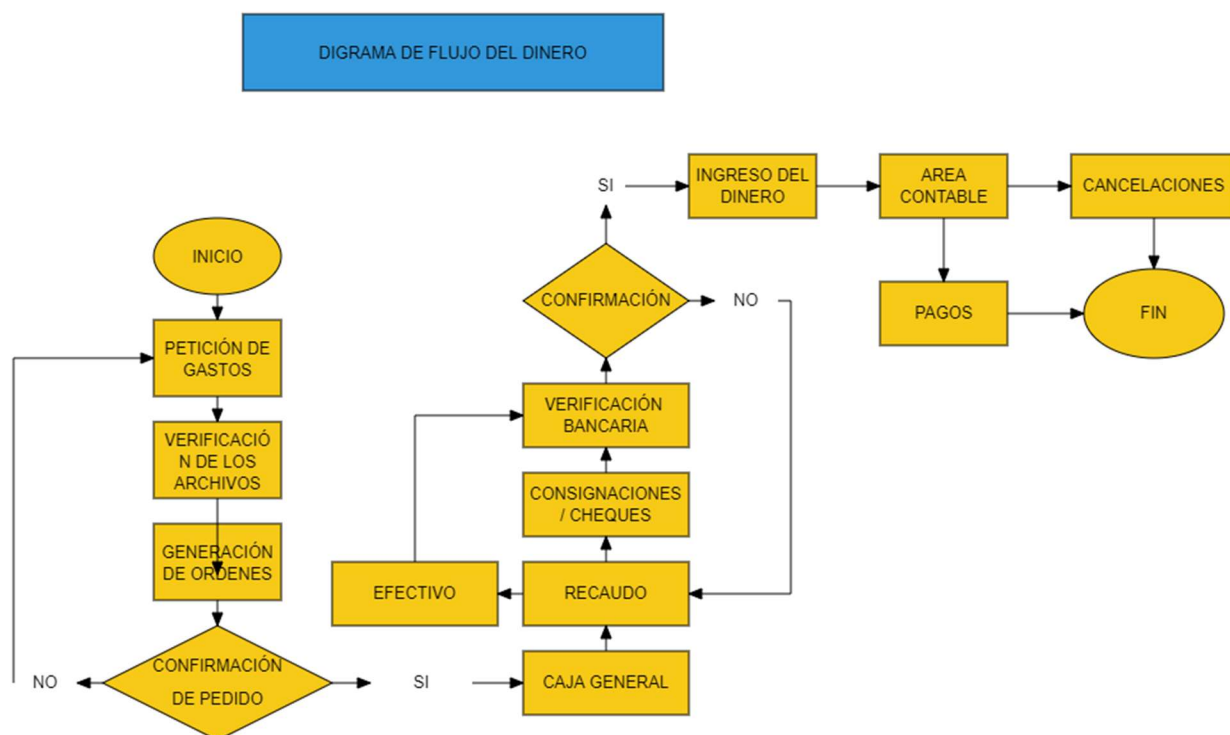 DIGRAMA DE FLUJO DEL DINERO
INICIO
PETICIÓN DE
GASTOS
VERIFICACIÓ
N DE LOS
ARCHIVOS
GENERACIÓN
DE ORDENES
CONFIRMACIÓN
DE PEDIDO
NO
SI
CAJA GENERAL
RECAUDO
EFECTIVO
CONSIGNACIONES
/ CHEQUES
VERIFICACIÓN
BANCARIA
CONFIRMACIÓN
NO
SI
INGRESO DEL
DINERO
AREA
CONTABLE
CANCELACIONES
PAGOS
FIN